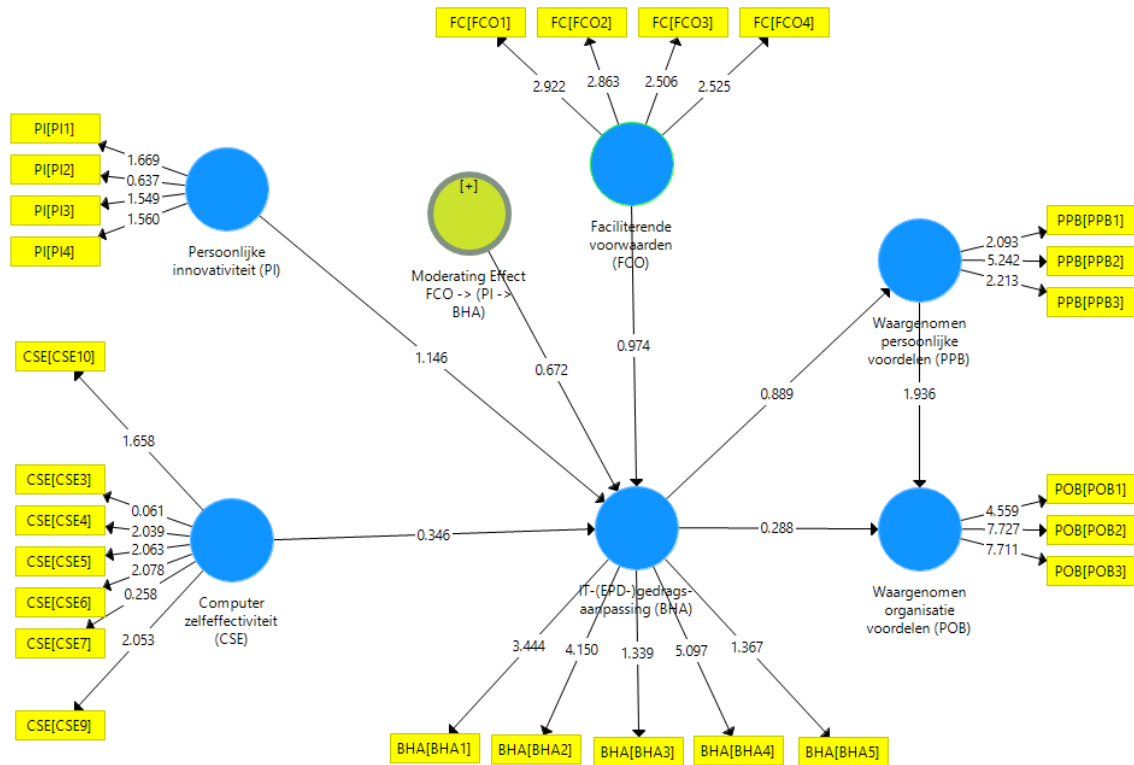 FC[FCO1]
FC[FCO2]
FC[FCO3]
FC[FCO4]
2.922
2.863
2.506
2.525
PI[PI1]
PI[PI2]
PI[PI3]
PI[PI4]
1.669
0.637
1.549
1.560
Persoonlijke
innovativiteit (PI)
[+]
Moderating Effect
FCO -> (PI ->
BHA)
Faciliterende
voorwaarden
(FCO)
PPB[PPB1]
PPB[PPB2]
PPB[PPB3]
2.093
5.242
2.213
Waargenomen
persoonlijke
voordelen (PPB)
1.146
0.672
0.974
0.889
1.936
CSE[CSE10]
1.658
CSE[CSE3]
CSE[CSE4]
CSE[CSE5]
CSE[CSE6]
CSE[CSE7]
CSE[CSE9]
0.061
2.039
2.063
2.078
0.258
2.053
Computer
zelfeffectiviteit
(CSE)
0.346
IT-(EPD-)gedrags-
aanpassing (BHA)
0.288
POB[POB1]
POB[POB2]
POB[POB3]
4.559
7.727
7.711
Waargenomen
organisatie
voordelen (POB)
3.444
4.150
1.339
5.097
1.367
BHA[BHA1]
BHA[BHA2]
BHA[BHA3]
BHA[BHA4]
BHA[BHA5]